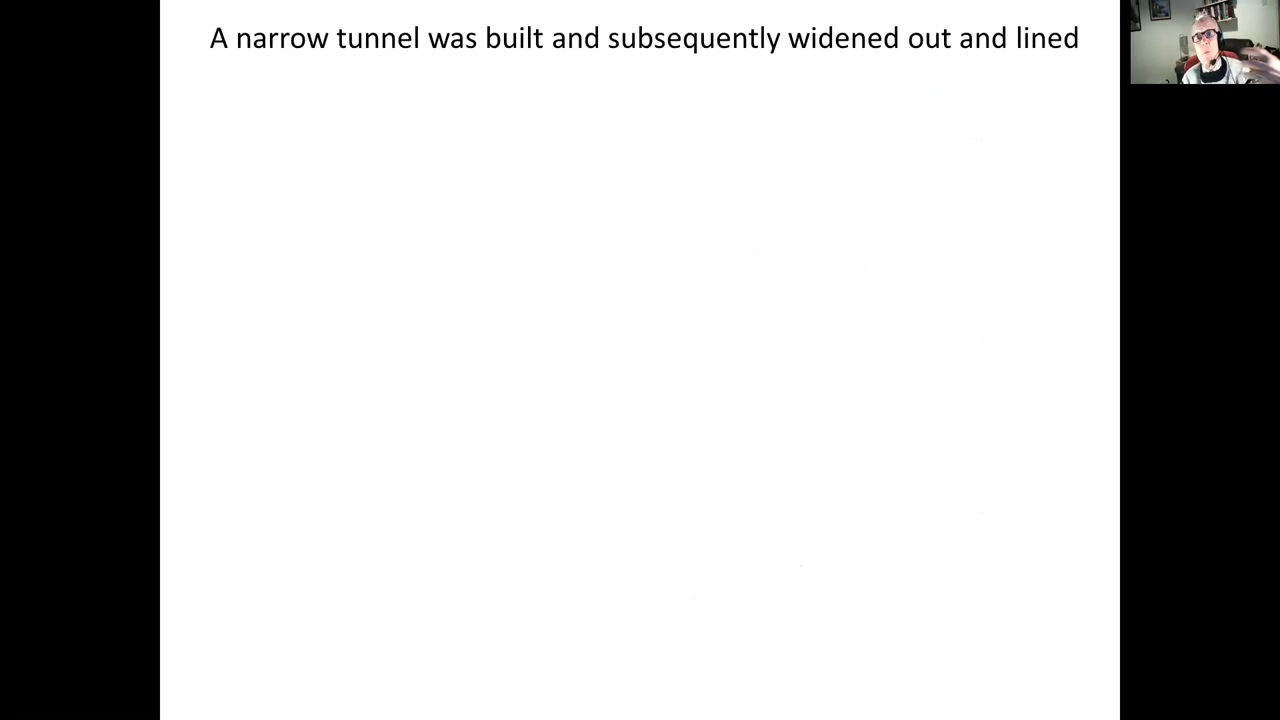 A narrow tunnel was built and subsequently widened out and lined